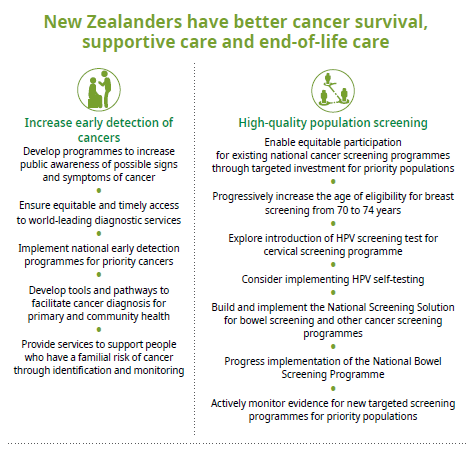 New Zealanders have better cancer survival,
supportive care and end-of-life care
Increase early detection of
cancers
Develop programmes to increase
public awareness of possible signs
and symptoms of cancer
Ensure equitable and timely access
to world-leading diagnostic services
Implement national early detection
programmes for priority cancers
Develop tools and pathways to
facilitate cancer diagnosis for
primary and community health
Provide services to support people
who have a familial risk of cancer
through identification and monitoring
High-quality population screening
Enable equitable participation
for existing national cancer screening programmes
through targeted investment for priority populations
Progressively increase the age of eligibility for breast
screening from 70 to 74 years
Explore introduction of HPV screening test for
cervical screening programme
Consider implementing HPV self-testing
Build and implement the National Screening Solution
for bowel screening and other cancer screening
programmes
Progress implementation of the National Bowel
Screening Programme
Actively monitor evidence for new targeted screening
programmes for priority populations